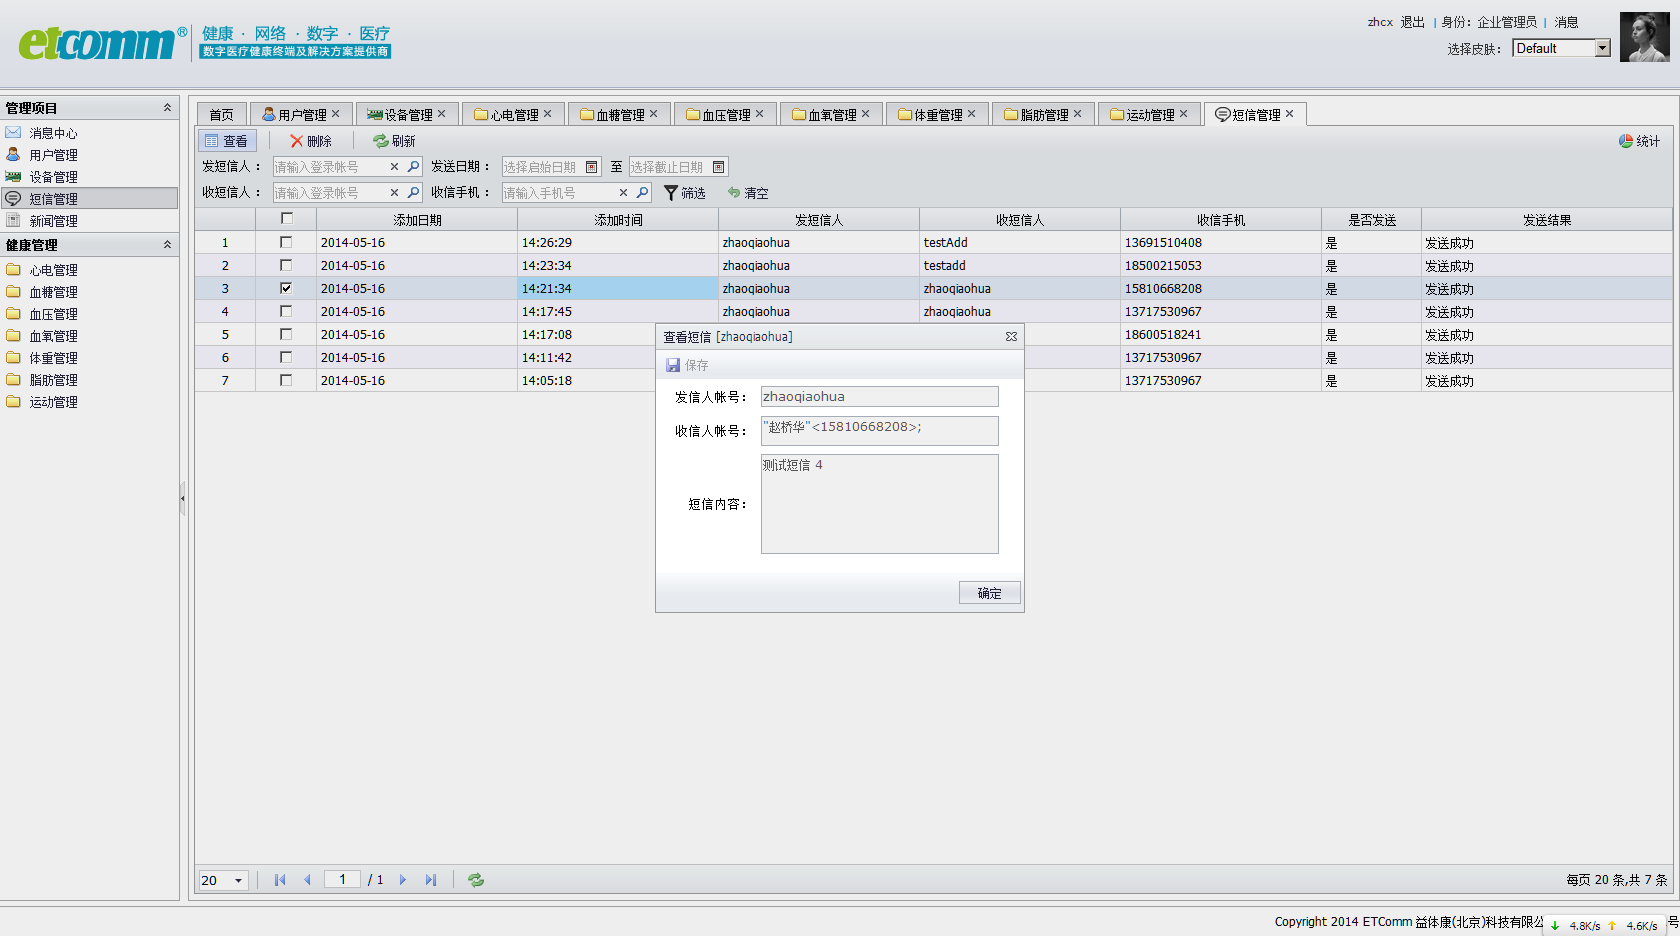 etcomm®
健康 · 网络 · 数字 · 医疗
数字医疗健康终端及解决方案提供商
zhcx 退出 | 身份: 企业管理员 | 消息
选择皮肤: Default
管理项目
消息中心
用户管理
设备管理
短信管理
新闻管理
健康管理
心电管理
血糖管理
血压管理
血氧管理
体重管理
脂肪管理
运动管理
首页 用户管理 设备管理 心电管理 血糖管理 血压管理 血氧管理 体重管理 脂肪管理 运动管理 短信管理
查看 删除 刷新 统计
发短信人: 请输入登录帐号 发送日期: 选择启始日期 至 选择截止日期
收短信人: 请输入登录帐号 收信手机: 请输入手机号 筛选 清空
添加日期 添加时间 发短信人 收短信人 收信手机 是否发送 发送结果
1 2014-05-16 14:26:29 zhaoqiaohua testAdd 13691510408 是 发送成功
2 2014-05-16 14:23:34 zhaoqiaohua testadd 18500215053 是 发送成功
3 2014-05-16 14:21:34 zhaoqiaohua zhaoqiaohua 15810668208 是 发送成功
4 2014-05-16 14:17:45 zhaoqiaohua zhaoqiaohua 13717530967 是 发送成功
5 2014-05-16 14:17:08 18600518241 是 发送成功
6 2014-05-16 14:11:42 13717530967 是 发送成功
7 2014-05-16 14:05:18 13717530967 是 发送成功
查看短信 [zhaoqiaohua]
保存
发信人帐号: zhaoqiaohua
收信人帐号: "赵桥华"<15810668208>;
短信内容: 测试短信 4
确定
20 1 / 1 每页 20 条,共 7 条
Copyright 2014 ETComm 益体康(北京)科技有限公 4.8K/s 4.6K/s 号